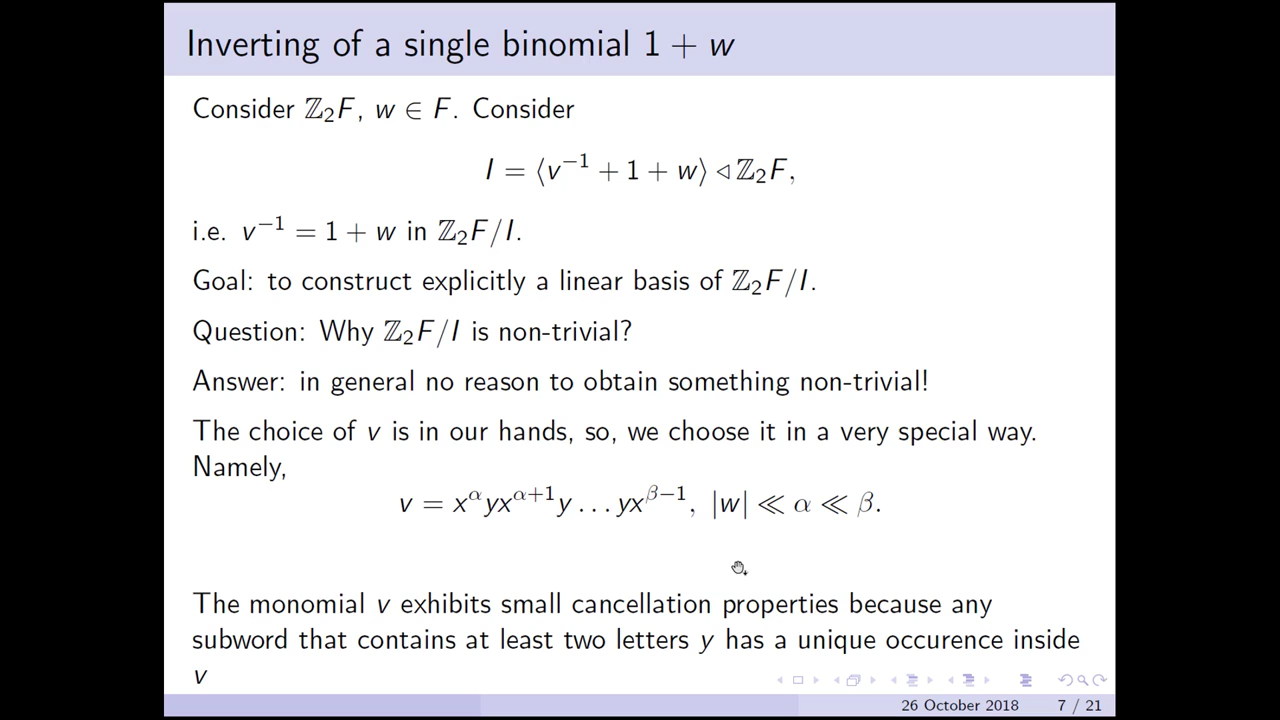 Inverting of a single binomial 1 + w
Consider ℤ₂F, w ∈ F. Consider
I = ⟨v⁻¹ + 1 + w⟩ ◁ ℤ₂F,
i.e. v⁻¹ = 1 + w in ℤ₂F/I.
Goal: to construct explicitly a linear basis of ℤ₂F/I.
Question: Why ℤ₂F/I is non-trivial?
Answer: in general no reason to obtain something non-trivial!
The choice of v is in our hands, so, we choose it in a very special way.
Namely,
v = x^α yx^{α+1} y . . . yx^{β−1}, |w| ≪ α ≪ β.
The monomial v exhibits small cancellation properties because any
subword that contains at least two letters y has a unique occurence inside
v
26 October 2018 7 / 21